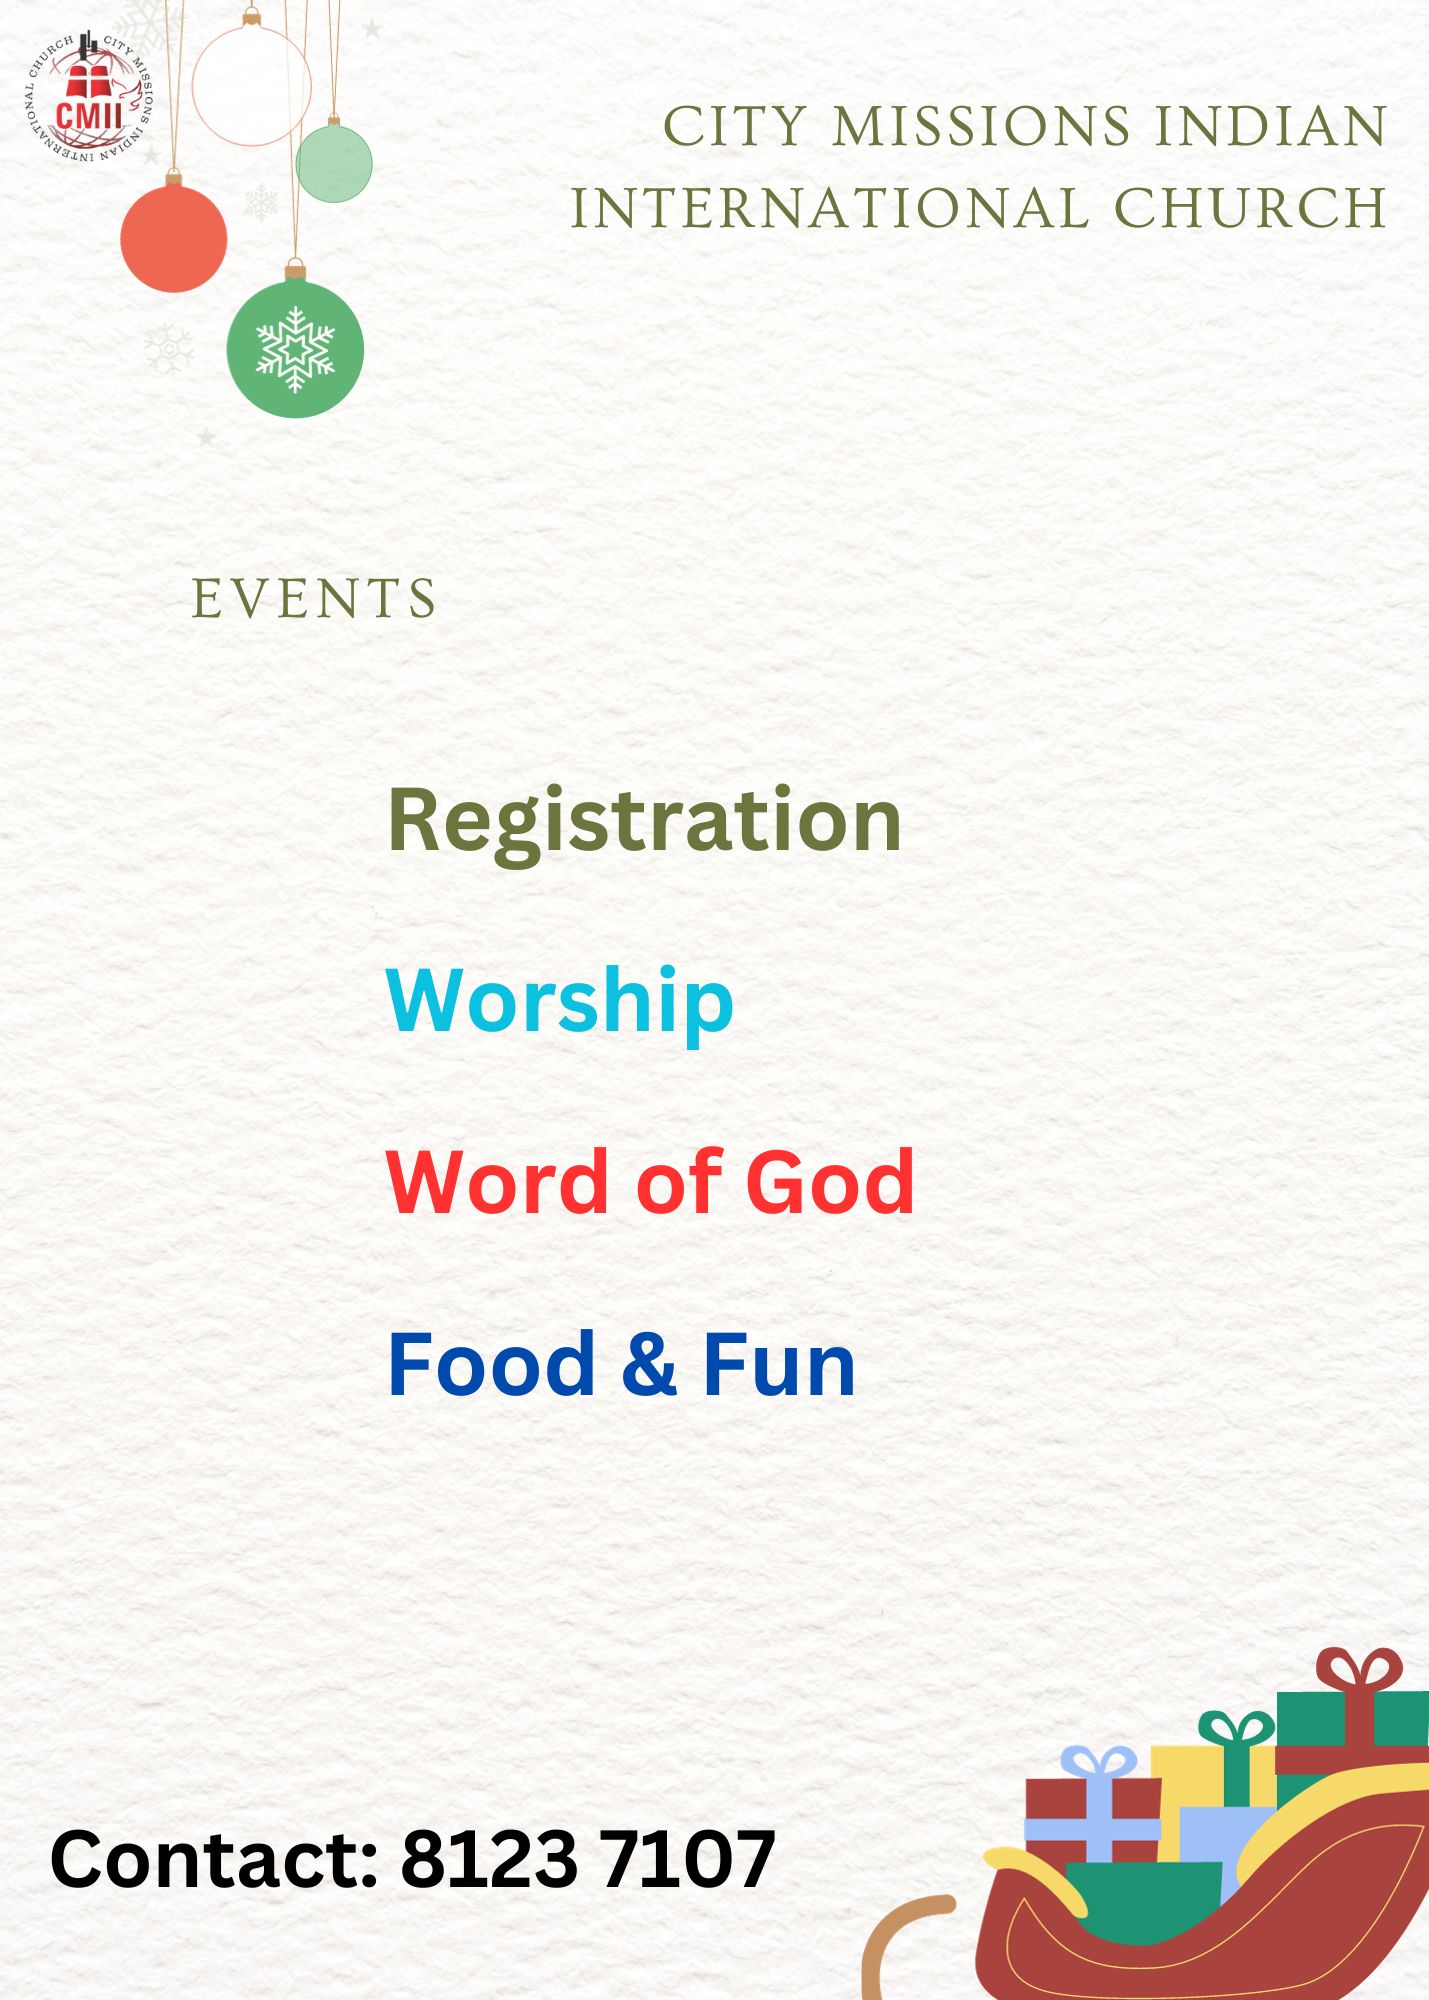 CITY MISSIONS INDIAN INTERNATIONAL CHURCH
CMII
CITY MISSIONS INDIAN
INTERNATIONAL CHURCH
EVENTS
Registration
Worship
Word of God
Food & Fun
Contact: 8123 7107